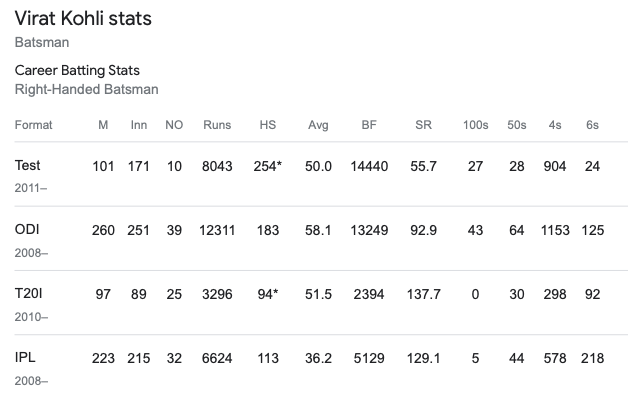 Virat Kohli stats
Batsman
Career Batting Stats
Right-Handed Batsman
Format M Inn NO Runs HS Avg BF SR 100s 50s 4s 6s
Test 101 171 10 8043 254* 50.0 14440 55.7 27 28 904 24
2011–
ODI 260 251 39 12311 183 58.1 13249 92.9 43 64 1153 125
2008–
T20I 97 89 25 3296 94* 51.5 2394 137.7 0 30 298 92
2010–
IPL 223 215 32 6624 113 36.2 5129 129.1 5 44 578 218
2008–